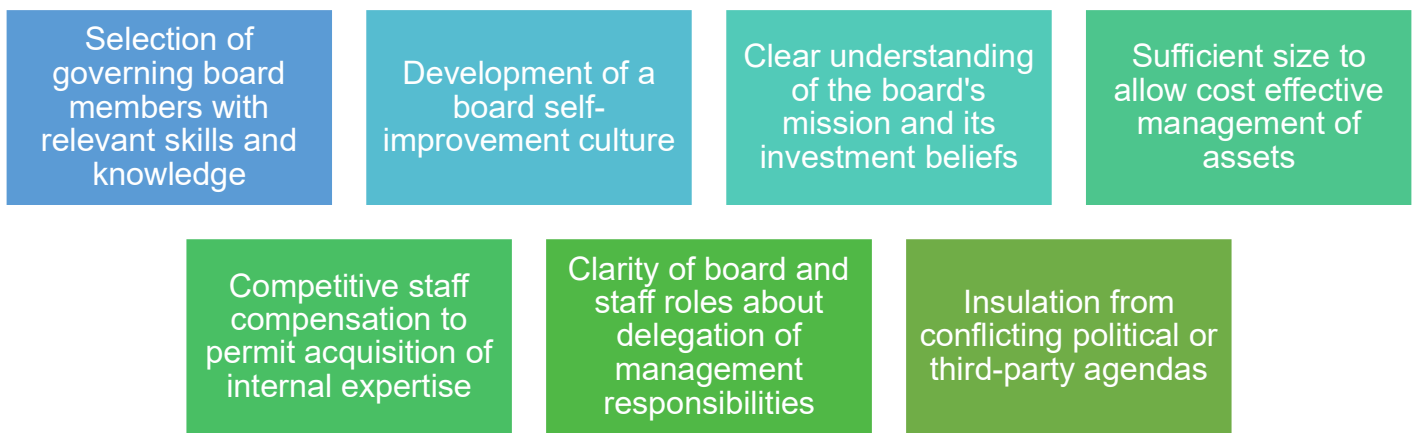 Selection of
governing board
members with
relevant skills and
knowledge
Development of a
board self-
improvement culture
Clear understanding
of the board's
mission and its
investment beliefs
Sufficient size to
allow cost effective
management of
assets
Competitive staff
compensation to
permit acquisition of
internal expertise
Clarity of board and
staff roles about
delegation of
management
responsibilities
Insulation from
conflicting political or
third-party agendas